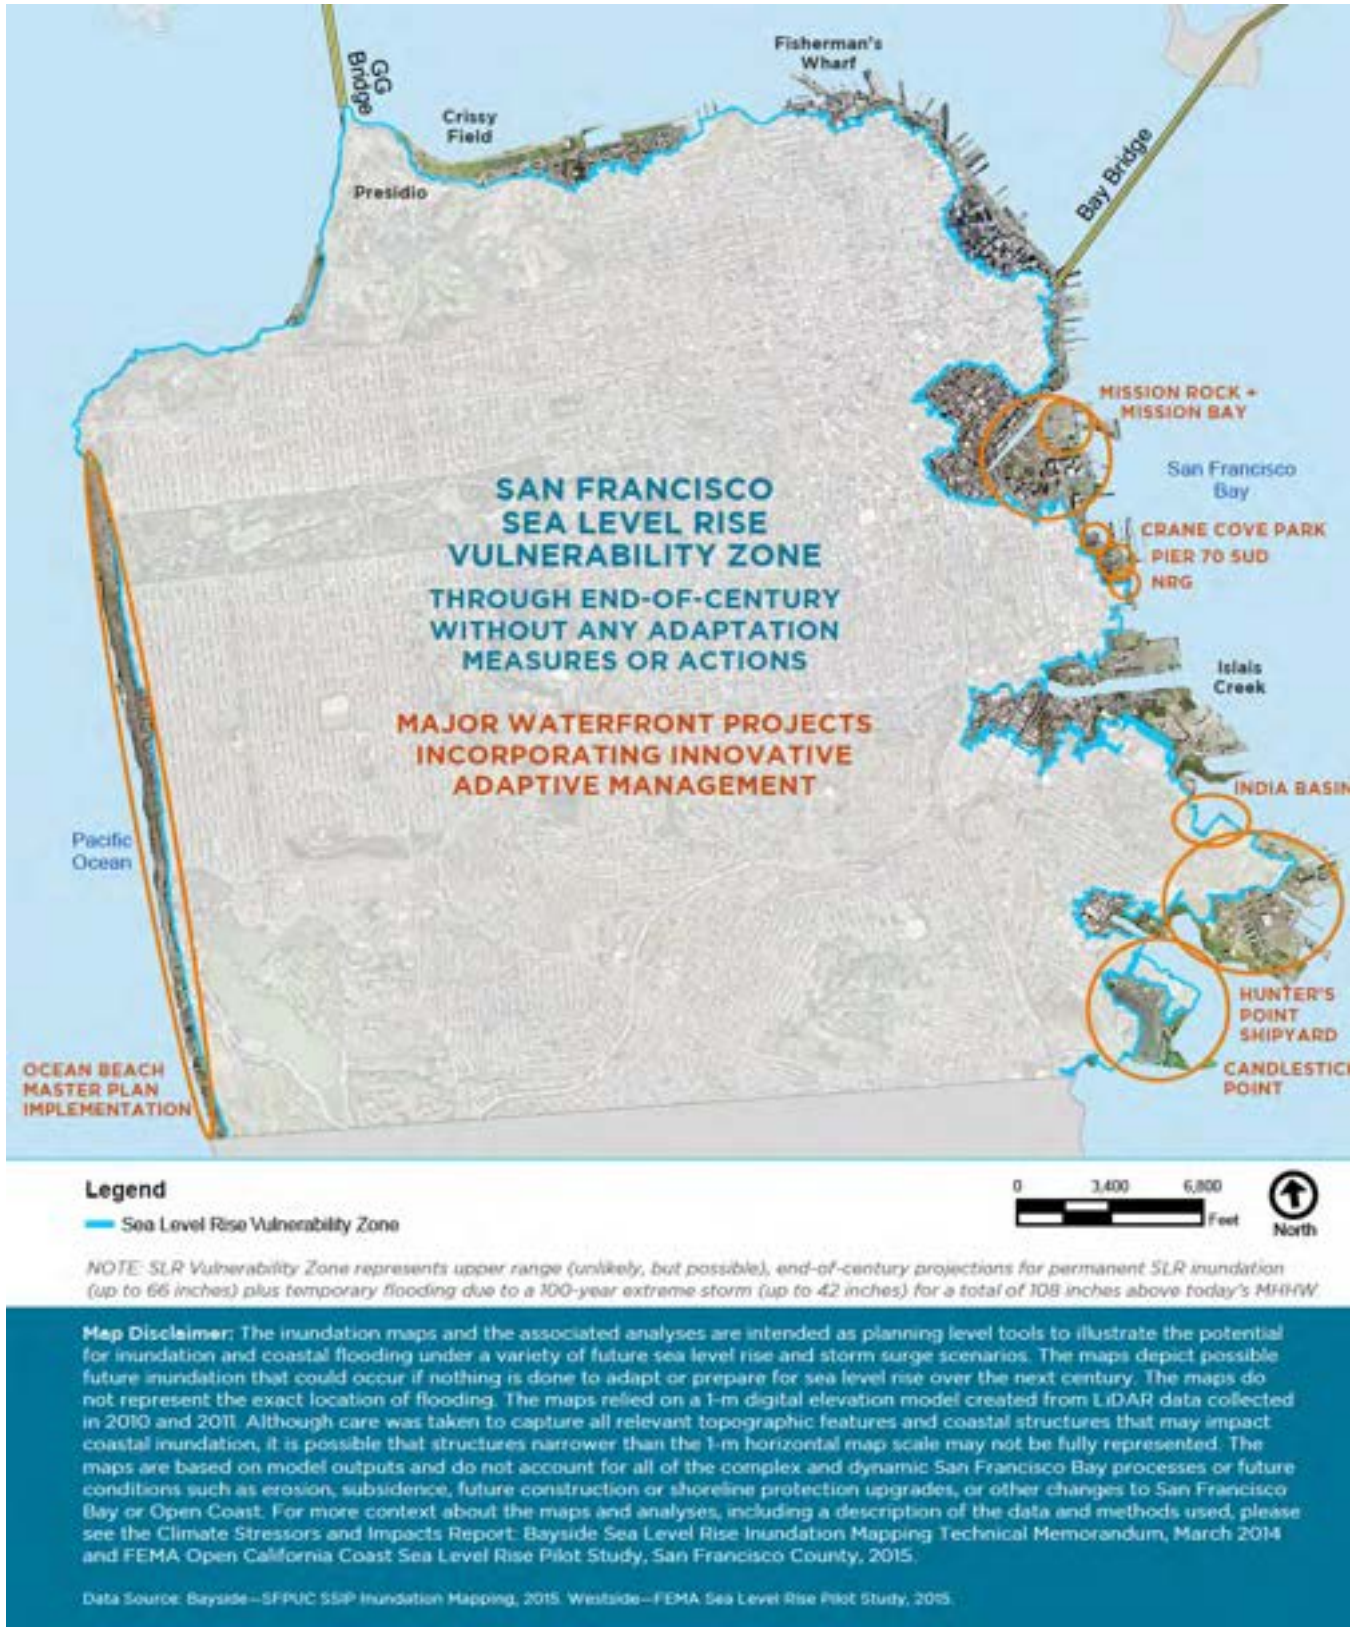 GG
Bridge
Fisherman's
Wharf
Crissy
Field
Presidio
Bay Bridge
MISSION ROCK +
MISSION BAY
San Francisco
Bay
CRANE COVE PARK
PIER 70 SUD
NRG
SAN FRANCISCO
SEA LEVEL RISE
VULNERABILITY ZONE
THROUGH END-OF-CENTURY
WITHOUT ANY ADAPTATION
MEASURES OR ACTIONS
MAJOR WATERFRONT PROJECTS
INCORPORATING INNOVATIVE
ADAPTIVE MANAGEMENT
Islais
Creek
INDIA BASIN
Pacific
Ocean
HUNTER'S
POINT
SHIPYARD
CANDLESTICK
POINT
OCEAN BEACH
MASTER PLAN
IMPLEMENTATION
Legend
Sea Level Rise Vulnerability Zone
0 3,400 6,800
Feet
North
NOTE: SLR Vulnerability Zone represents upper range (unlikely, but possible), end-of-century projections for permanent SLR inundation
(up to 66 inches) plus temporary flooding due to a 100-year extreme storm (up to 42 inches) for a total of 108 inches above today's MHHW.
Map Disclaimer: The inundation maps and the associated analyses are intended as planning level tools to illustrate the potential
for inundation and coastal flooding under a variety of future sea level rise and storm surge scenarios. The maps depict possible
future inundation that could occur if nothing is done to adapt or prepare for sea level rise over the next century. The maps do
not represent the exact location of flooding. The maps relied on a 1-m digital elevation model created from LiDAR data collected
in 2010 and 2011. Although care was taken to capture all relevant topographic features and coastal structures that may impact
coastal inundation, it is possible that structures narrower than the 1-m horizontal map scale may not be fully represented. The
maps are based on model outputs and do not account for all of the complex and dynamic San Francisco Bay processes or future
conditions such as erosion, subsidence, future construction or shoreline protection upgrades, or other changes to San Francisco
Bay or Open Coast. For more context about the maps and analyses, including a description of the data and methods used, please
see the Climate Stressors and Impacts Report: Bayside Sea Level Rise Inundation Mapping Technical Memorandum, March 2014
and FEMA Open California Coast Sea Level Rise Pilot Study, San Francisco County, 2015.
Data Source: Bayside—SFPUC SSIP Inundation Mapping, 2015. Westside—FEMA Sea Level Rise Pilot Study, 2015.